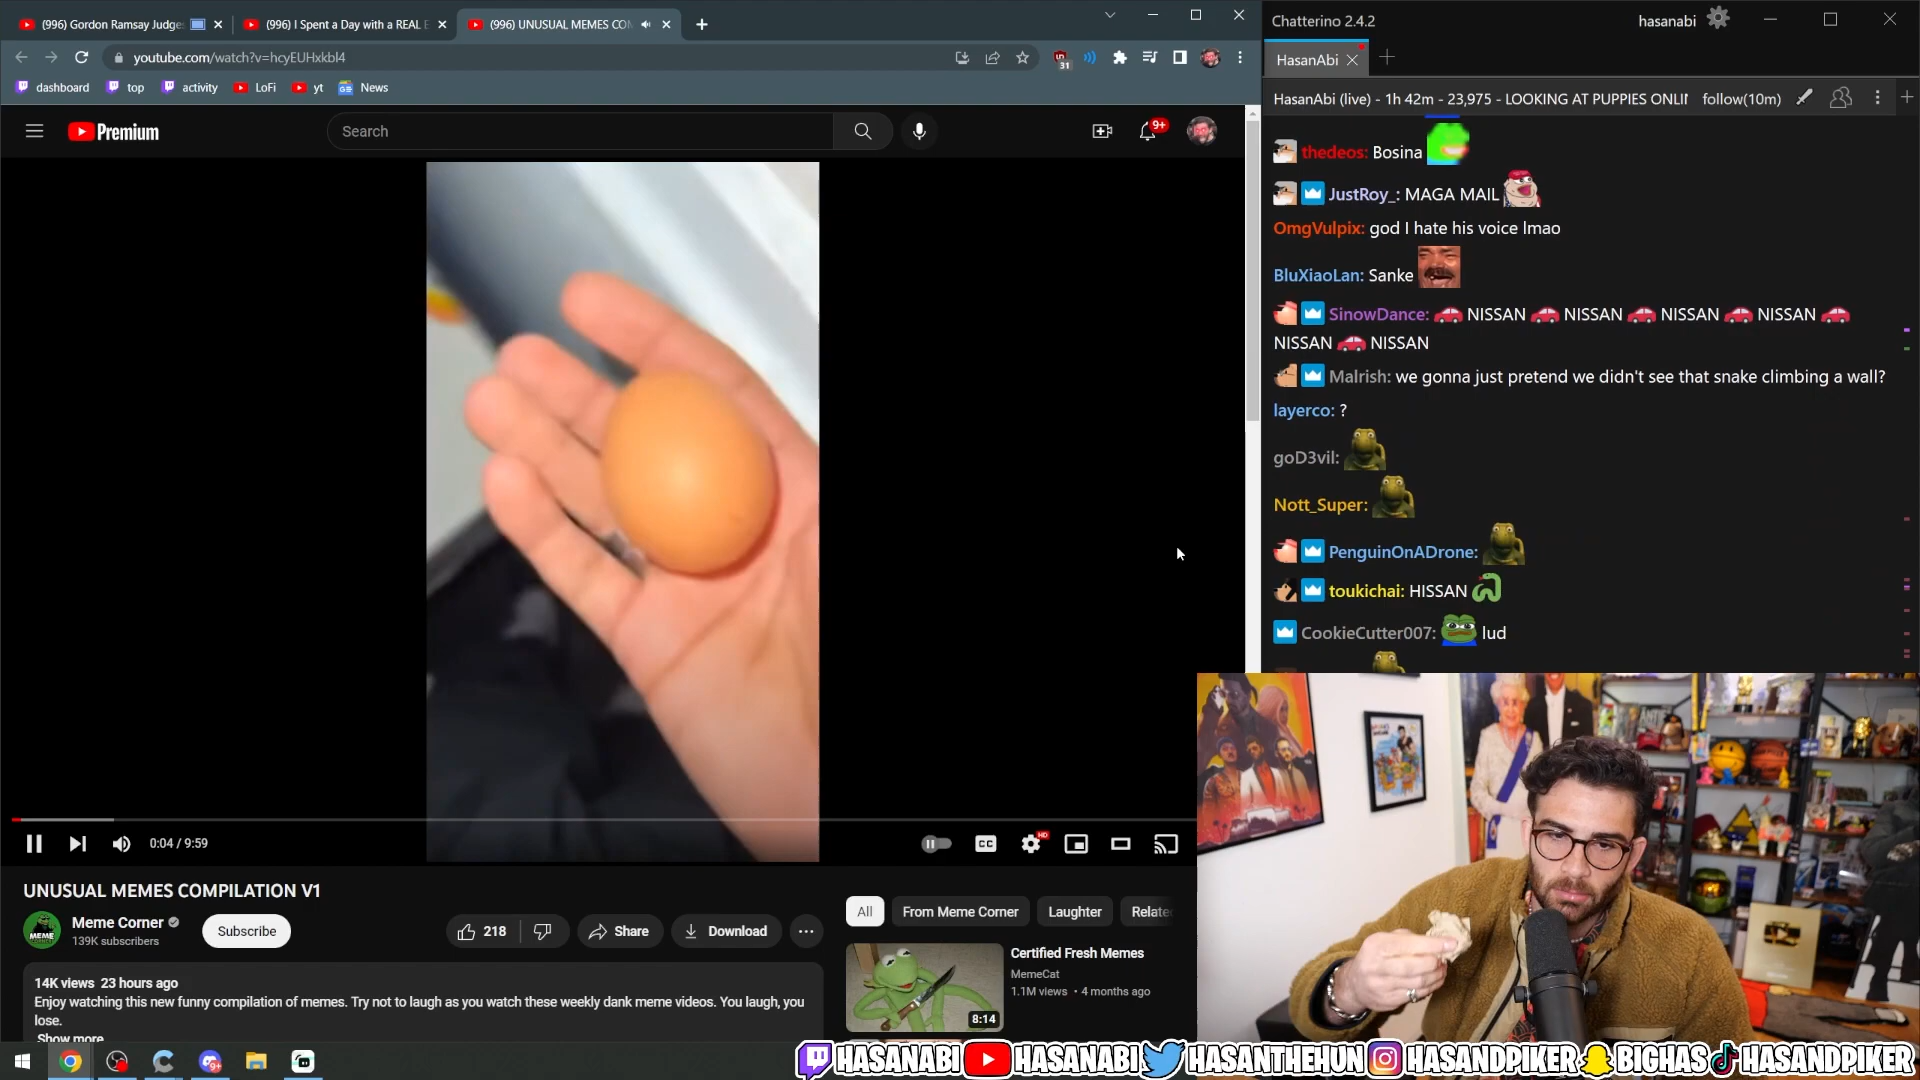 (996) Gordon Ramsay Judge
(996) I Spent a Day with a REAL E
(996) UNUSUAL MEMES CON
youtube.com/watch?v=hcyEUHxkbl4
31
dashboard
top
activity
LoFi
yt
News
Premium
Search
9+
0:04 / 9:59
CC
HD
UNUSUAL MEMES COMPILATION V1
MEME
Meme Corner
139K subscribers
Subscribe
218
Share
Download
14K views 23 hours ago
Enjoy watching this new funny compilation of memes. Try not to laugh as you watch these weekly dank meme videos. You laugh, you
lose.
Show more
All
From Meme Corner
Laughter
Relate
Certified Fresh Memes
MemeCat
1.1M views • 4 months ago
8:14
Chatterino 2.4.2
hasanabi
HasanAbi
HasanAbi (live) - 1h 42m - 23,975 - LOOKING AT PUPPIES ONLI
follow(10m)
thedeos: Bosina
JustRoy_: MAGA MAIL
OmgVulpix: god I hate his voice lmao
BluXiaoLan: Sanke
SinowDance: NISSAN NISSAN NISSAN NISSAN
NISSAN NISSAN
Malrish: we gonna just pretend we didn't see that snake climbing a wall?
layerco: ?
goD3vil:
Nott_Super:
PenguinOnADrone:
toukichai: HISSAN
CookieCutter007: lud
HASANABI HASANABI HASANTHEHUN HASANDPIKER BIGHAS HASANDPIKER